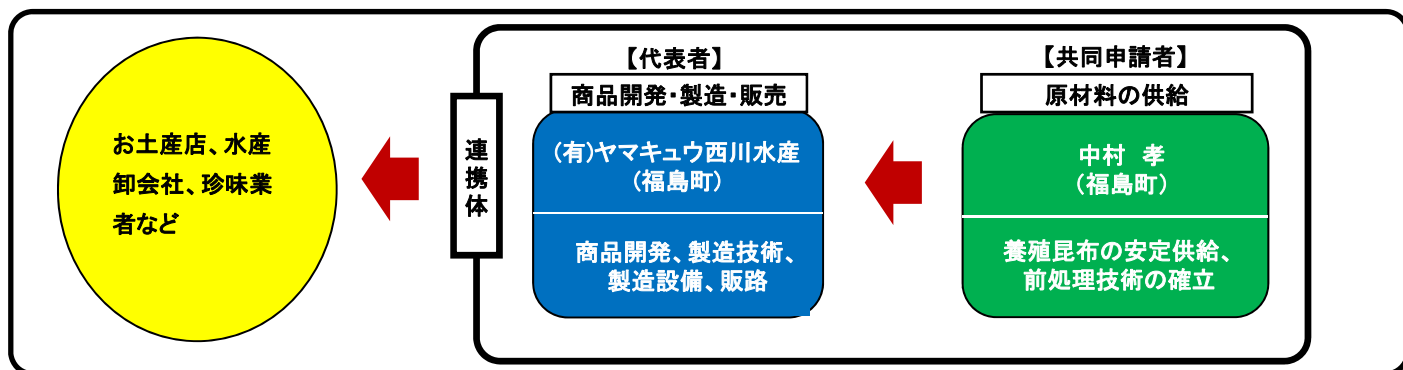 お土産店、水産
卸会社、珍味業
者など
連携体
【代表者】
商品開発・製造・販売
(有)ヤマキュウ西川水産
(福島町)
商品開発、製造技術、
製造設備、販路
【共同申請者】
原材料の供給
中村　孝
(福島町)
養殖昆布の安定供給、
前処理技術の確立